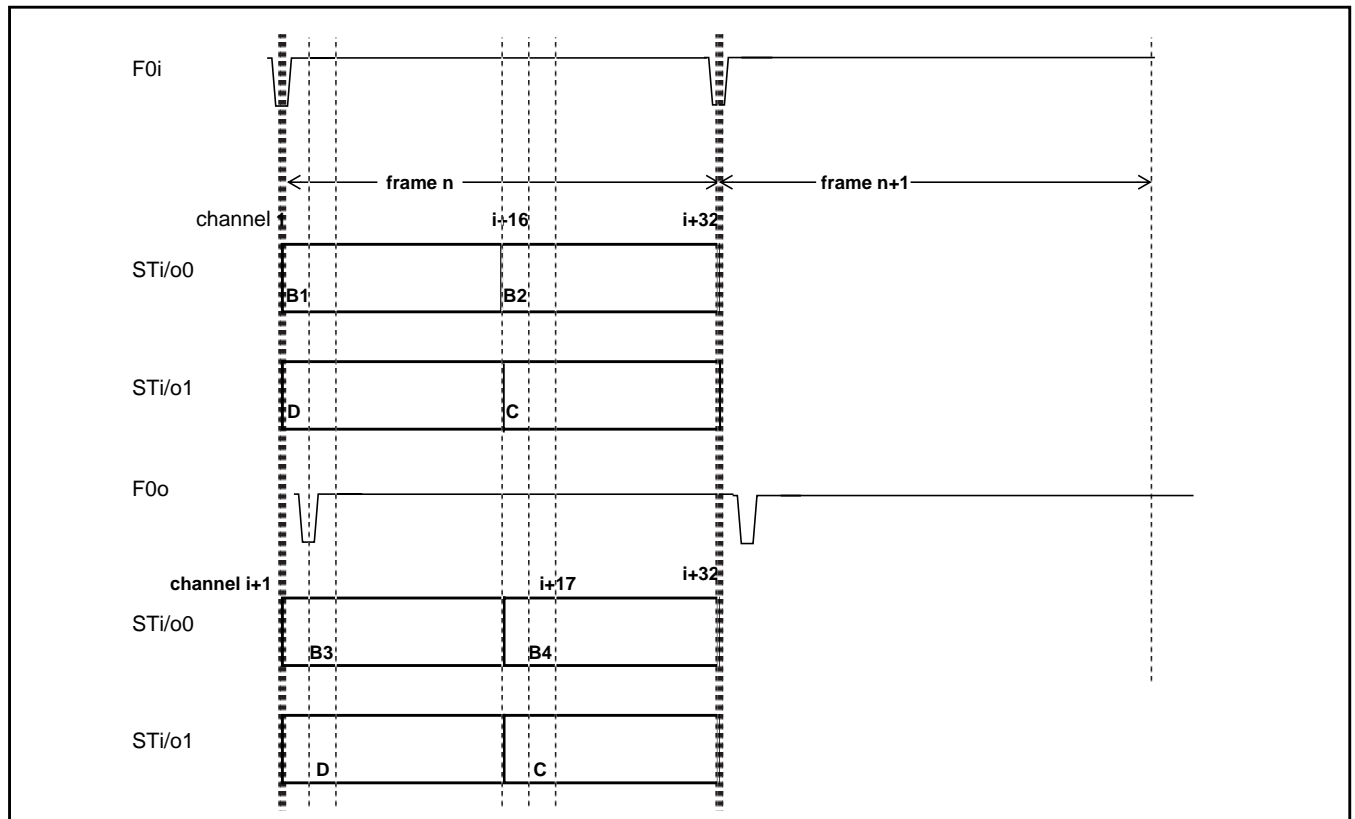 F0i
frame n
frame n+1
channel i
i+16
i+32
STi/o0
B1
B2
STi/o1
D
C
F0o
channel i+1
i+17
i+32
STi/o0
B3
B4
STi/o1
D
C